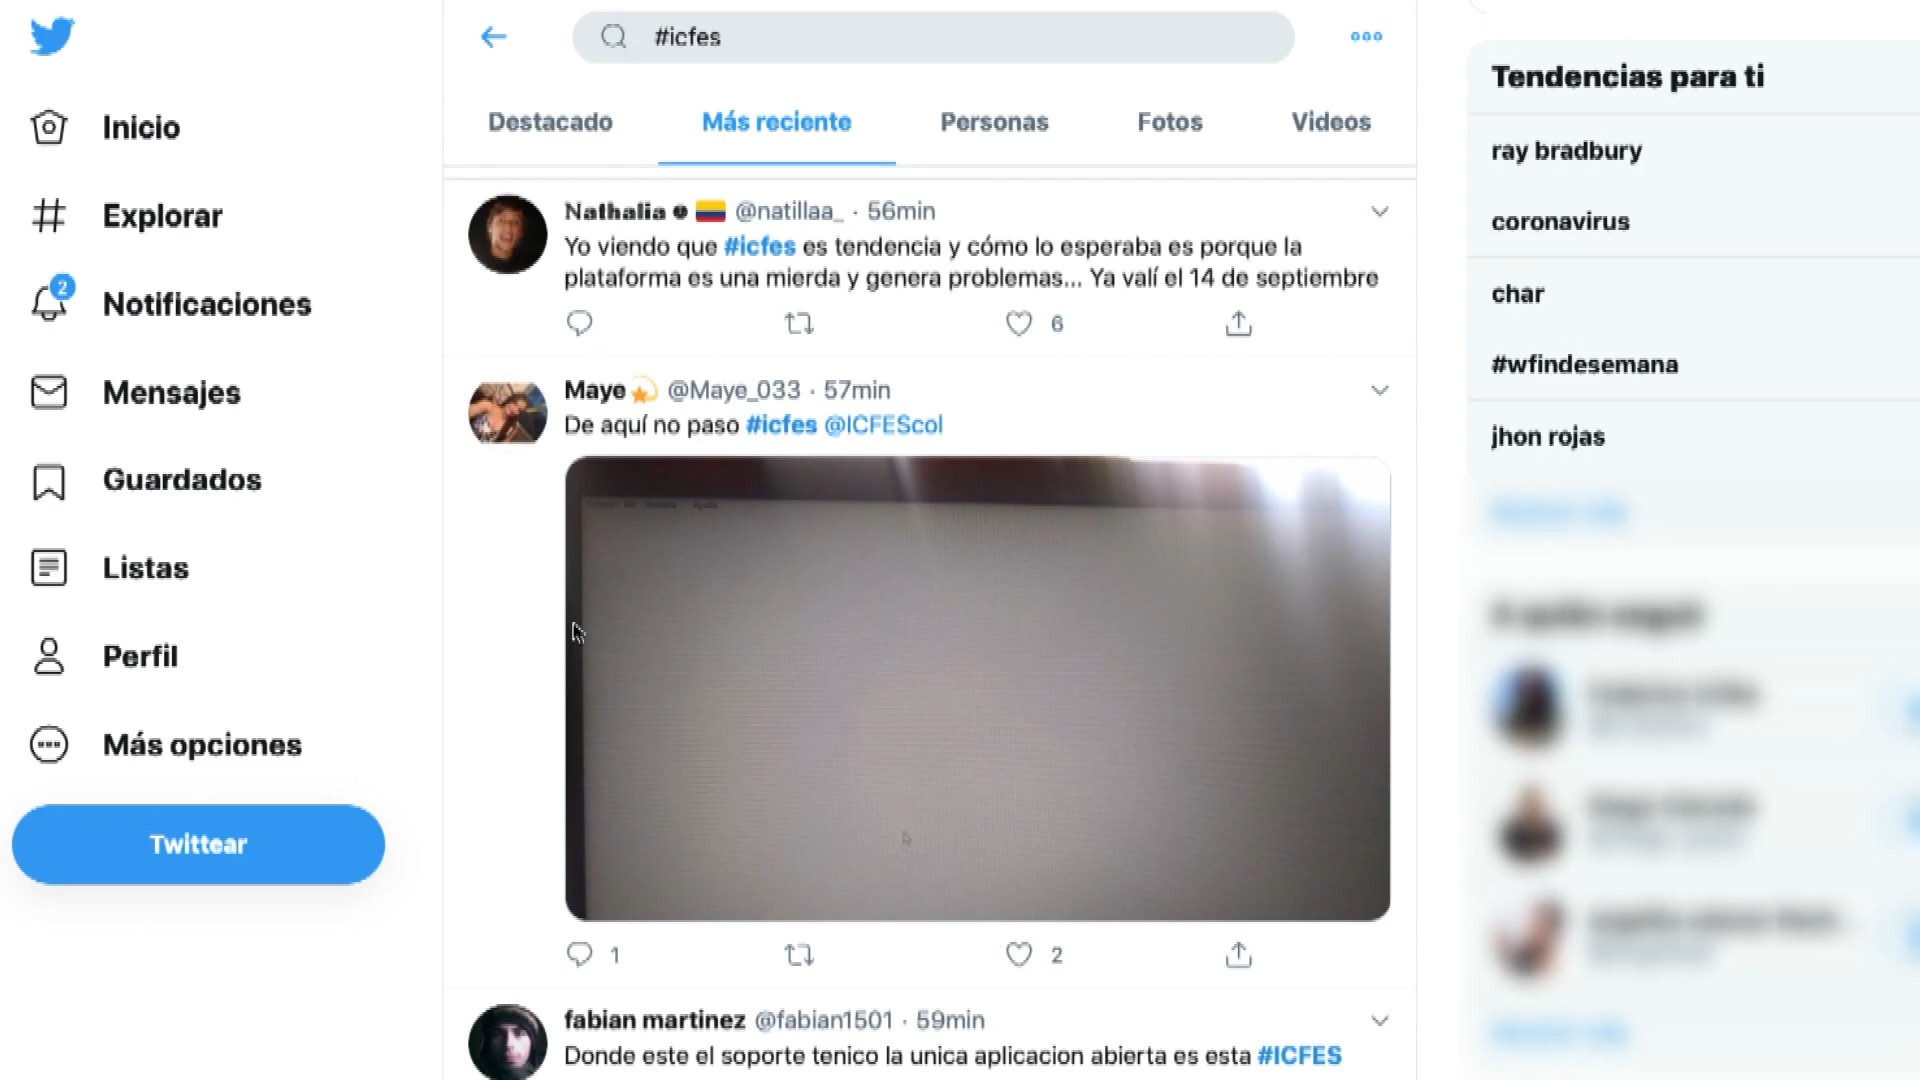 #icfes
Destacado
Más reciente
Personas
Fotos
Videos
Inicio
Explorar
2
Notificaciones
Mensajes
Guardados
Listas
Perfil
Más opciones
Twittear
Nathalia @natillaa_ · 56min
Yo viendo que #icfes es tendencia y cómo lo esperaba es porque la
plataforma es una mierda y genera problemas... Ya valí el 14 de septiembre
6
Maye @Maye_033 · 57min
De aquí no paso #icfes @ICFEScol
1
2
fabian martinez @fabian1501 · 59min
Donde este el soporte tenico la unica aplicacion abierta es esta #ICFES
Tendencias para ti
ray bradbury
coronavirus
char
#wfindesemana
jhon rojas